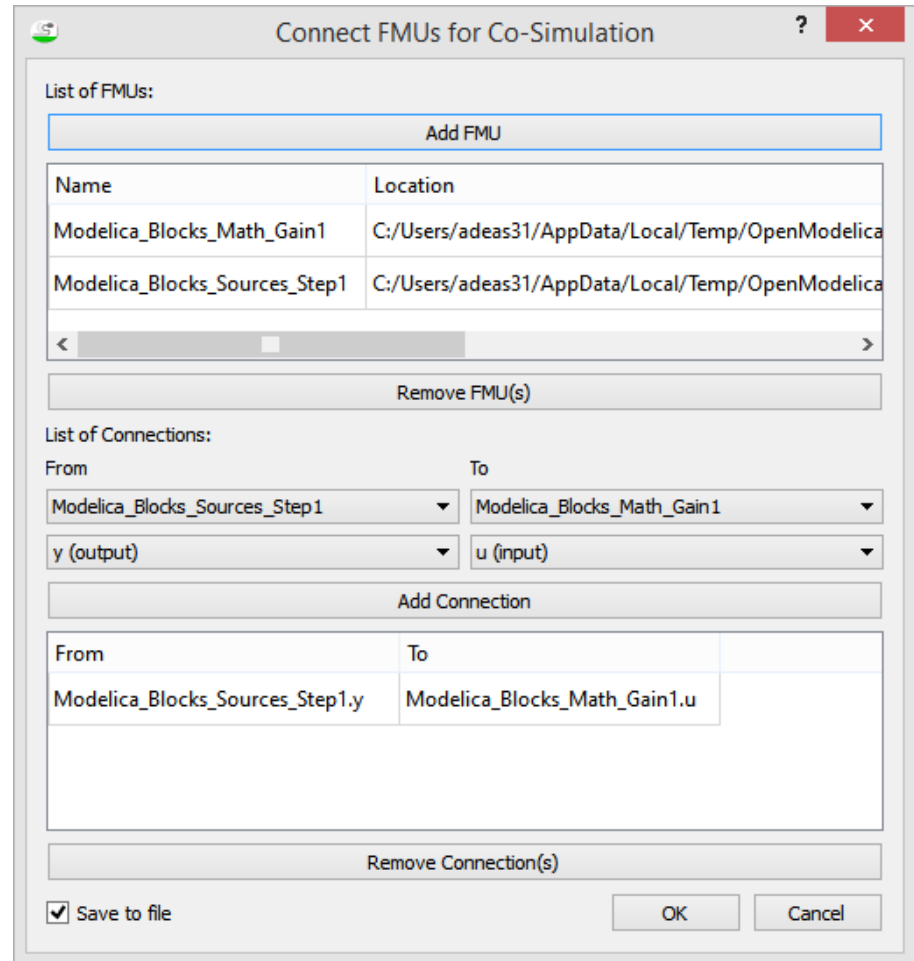 Connect FMUs for Co-Simulation ?
List of FMUs:
Add FMU
Name Location
Modelica_Blocks_Math_Gain1 C:/Users/adeas31/AppData/Local/Temp/OpenModelica
Modelica_Blocks_Sources_Step1 C:/Users/adeas31/AppData/Local/Temp/OpenModelica
Remove FMU(s)
List of Connections:
From To
Modelica_Blocks_Sources_Step1 Modelica_Blocks_Math_Gain1
y (output) u (input)
Add Connection
From To
Modelica_Blocks_Sources_Step1.y Modelica_Blocks_Math_Gain1.u
Remove Connection(s)
Save to file OK Cancel